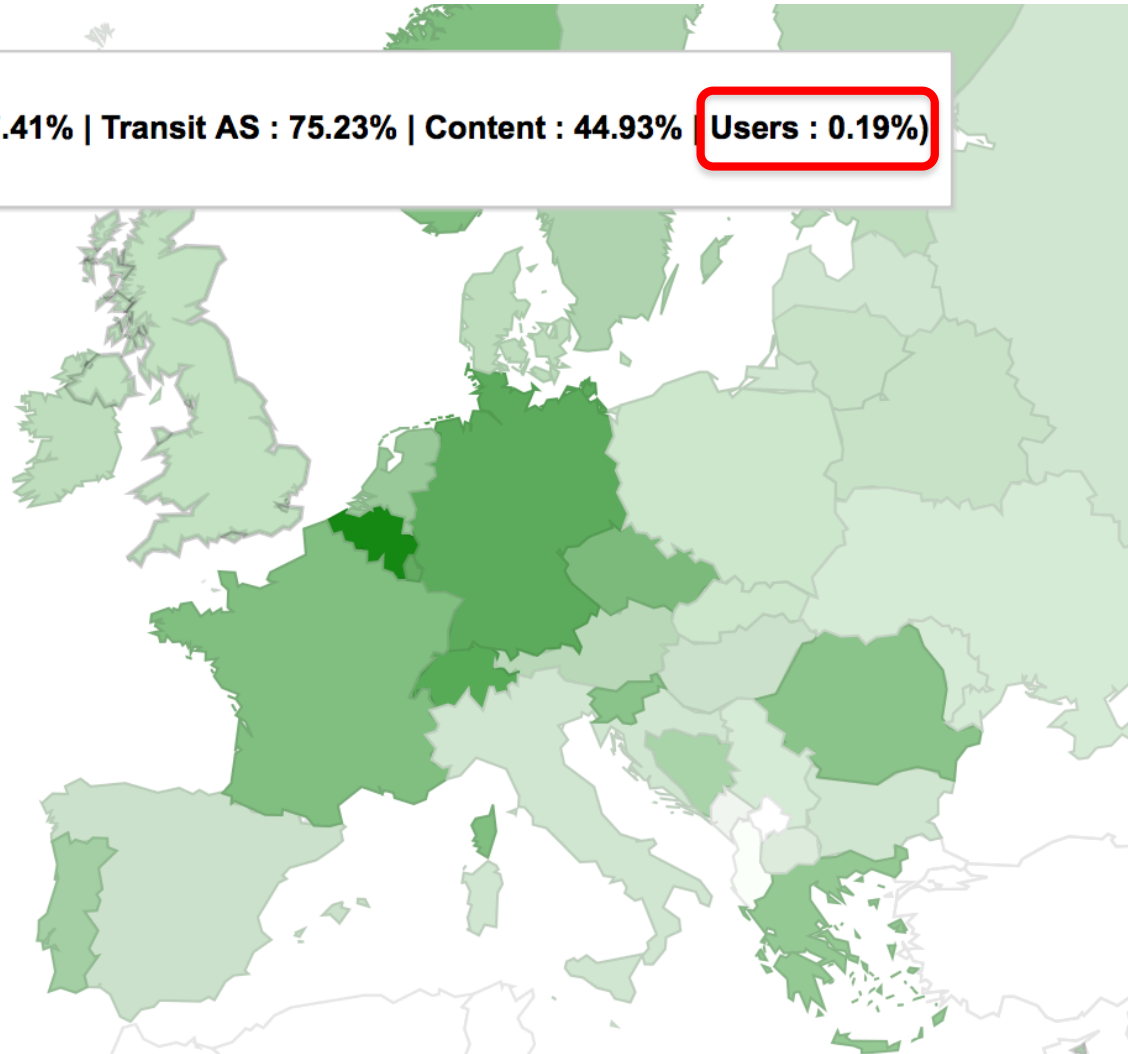 .41% | Transit AS : 75.23% | Content : 44.93% | Users : 0.19%)